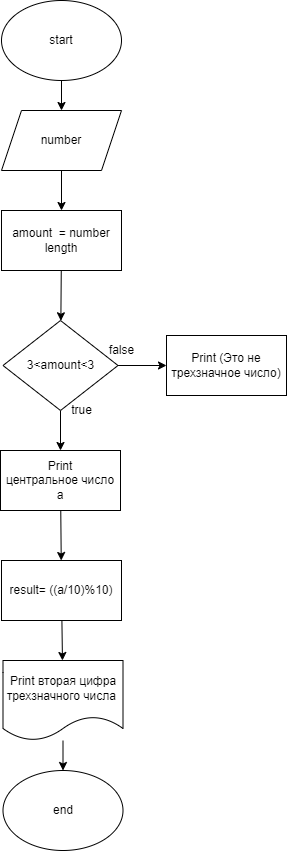 start
number
amount  = number
length
3<amount<3
false
Print (Это не
трехзначное число)
true
Print
центральное число
a
result= ((a/10)%10)
Print вторая цифра
трехзначного числа
end